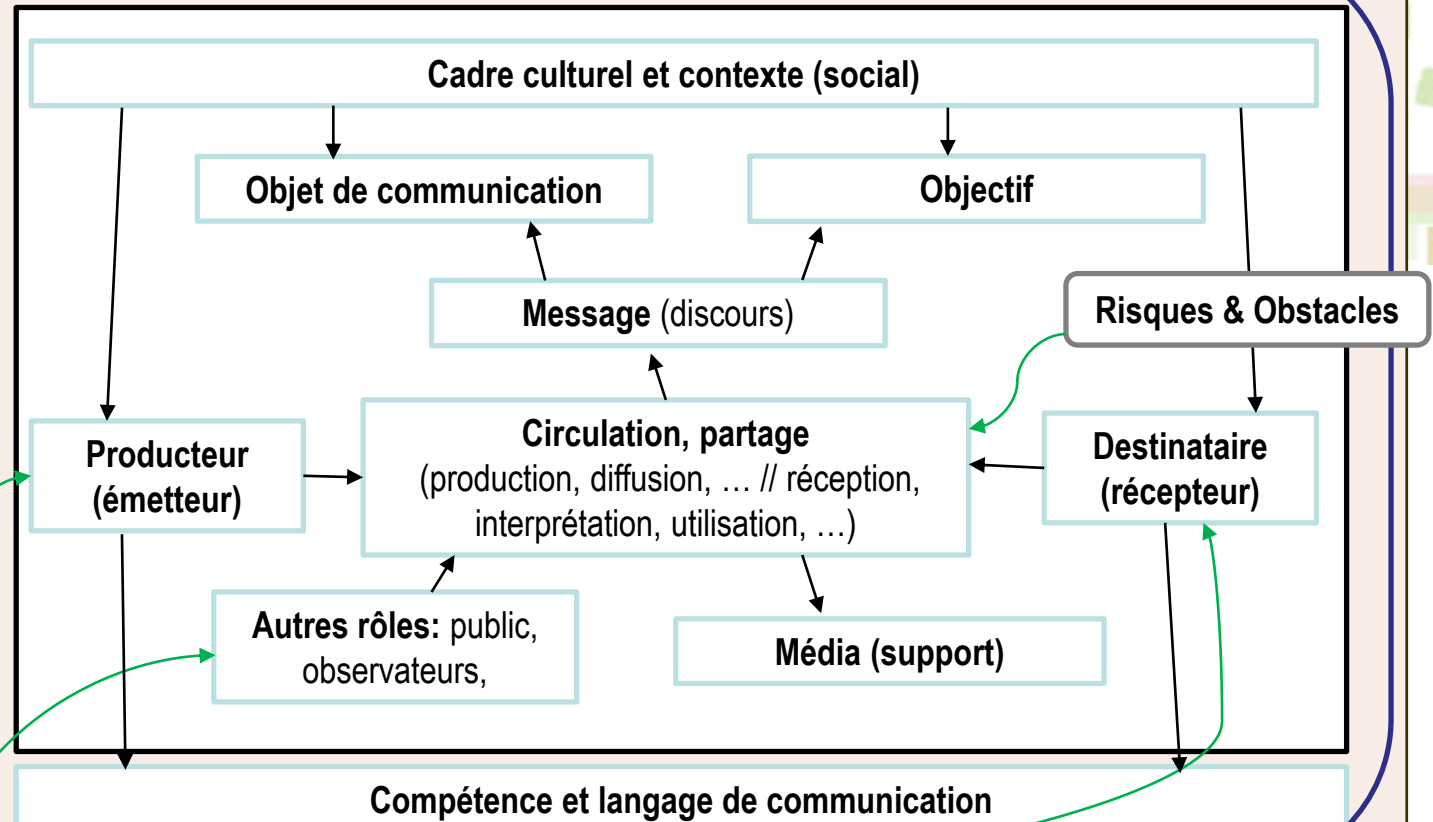 Cadre culturel et contexte (social)
Objet de communication
Objectif
Message (discours)
Risques & Obstacles
Producteur
(émetteur)
Circulation, partage
(production, diffusion, … // réception,
interprétation, utilisation, …)
Destinataire
(récepteur)
Autres rôles: public,
observateurs,
Média (support)
Compétence et langage de communication